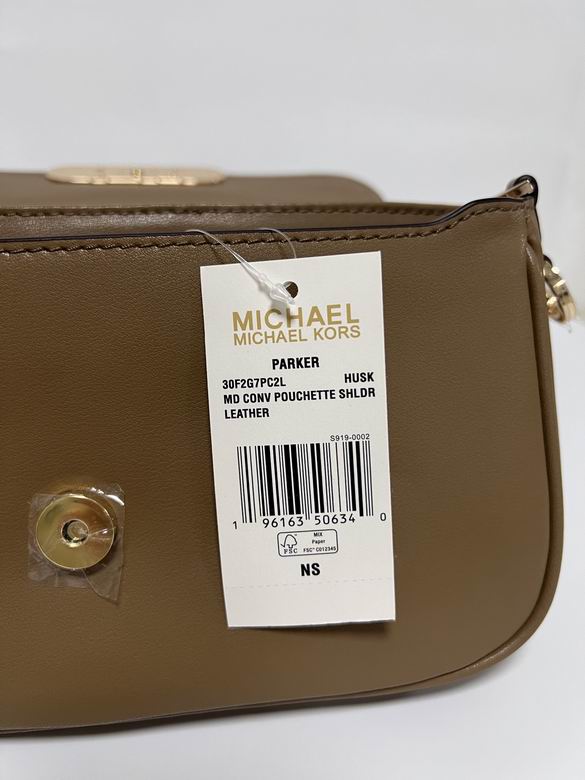 MICHAEL
MICHAEL KORS
PARKER
30F2G7PC2L HUSK
MD CONV POUCHETTE SHLDR
LEATHER
S919-0002
1 96163 50634 0
FSC
MIX
Paper
FSC® C012345
NS